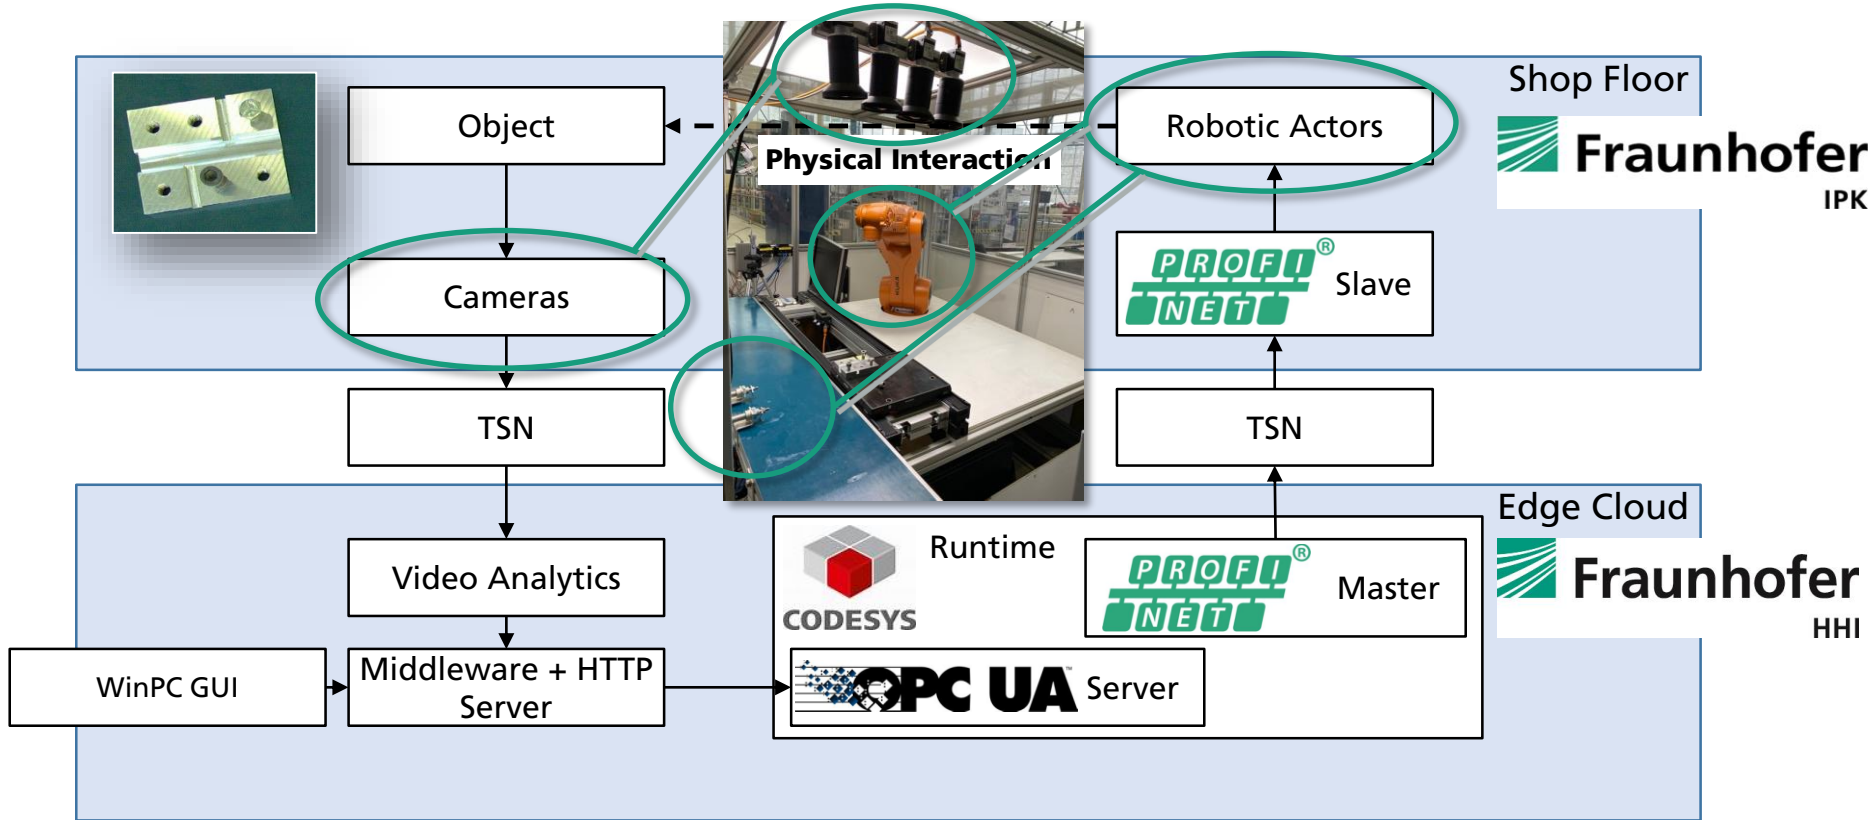 Shop Floor
Object
Physical Interaction
Robotic Actors
Fraunhofer
IPK
Cameras
PROFI®
NET
Slave
TSN
TSN
Edge Cloud
Video Analytics
CODESYS
Runtime
PROFI®
NET
Master
Fraunhofer
HHI
WinPC GUI
Middleware + HTTP
Server
OPC UA™ Server